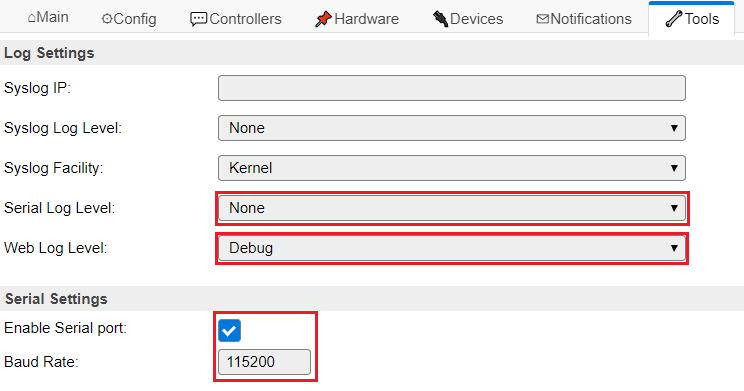 Main Config Controllers Hardware Devices Notifications Tools
Log Settings
Syslog IP:
Syslog Log Level: None
Syslog Facility: Kernel
Serial Log Level: None
Web Log Level: Debug
Serial Settings
Enable Serial port:
Baud Rate: 115200